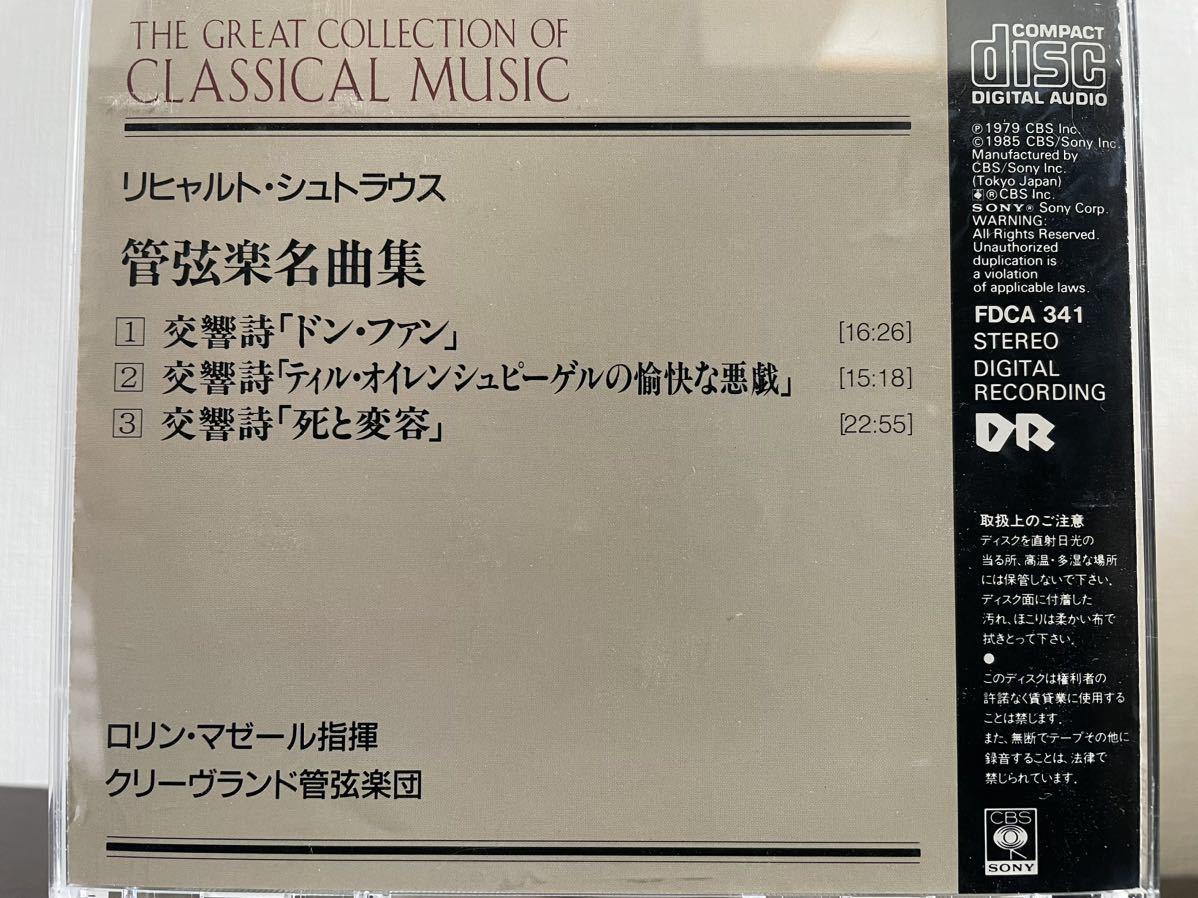 THE GREAT COLLECTION OF
CLASSICAL MUSIC
リヒャルト・シュトラウス
管弦楽名曲集
1 交響詩「ドン・ファン」 [16:26]
2 交響詩「ティル・オイレンシュピーゲルの愉快な悪戯」 [15:18]
3 交響詩「死と変容」 [22:55]
ロリン・マゼール指揮
クリーヴランド管弦楽団
COMPACT
disc
DIGITAL AUDIO
Ⓟ1979 CBS Inc.
©1985 CBS/Sony Inc.
Manufactured by
CBS/Sony Inc.
(Tokyo Japan)
®CBS Inc.
SONY® Sony Corp.
WARNING:
All Rights Reserved.
Unauthorized
duplication is
a violation
of applicable laws.
FDCA 341
STEREO
DIGITAL
RECORDING
DR
取扱上のご注意
ディスクを直射日光の
当る所、高温・多湿な場所
には保管しないで下さい。
ディスク面に付着した
汚れ、ほこりは柔かい布で
拭きとって下さい。
●
このディスクは権利者の
許諾なく賃貸業に使用する
ことは禁じます。
また、無断でテープその他に
録音することは、法律で
禁じられています。
CBS
SONY